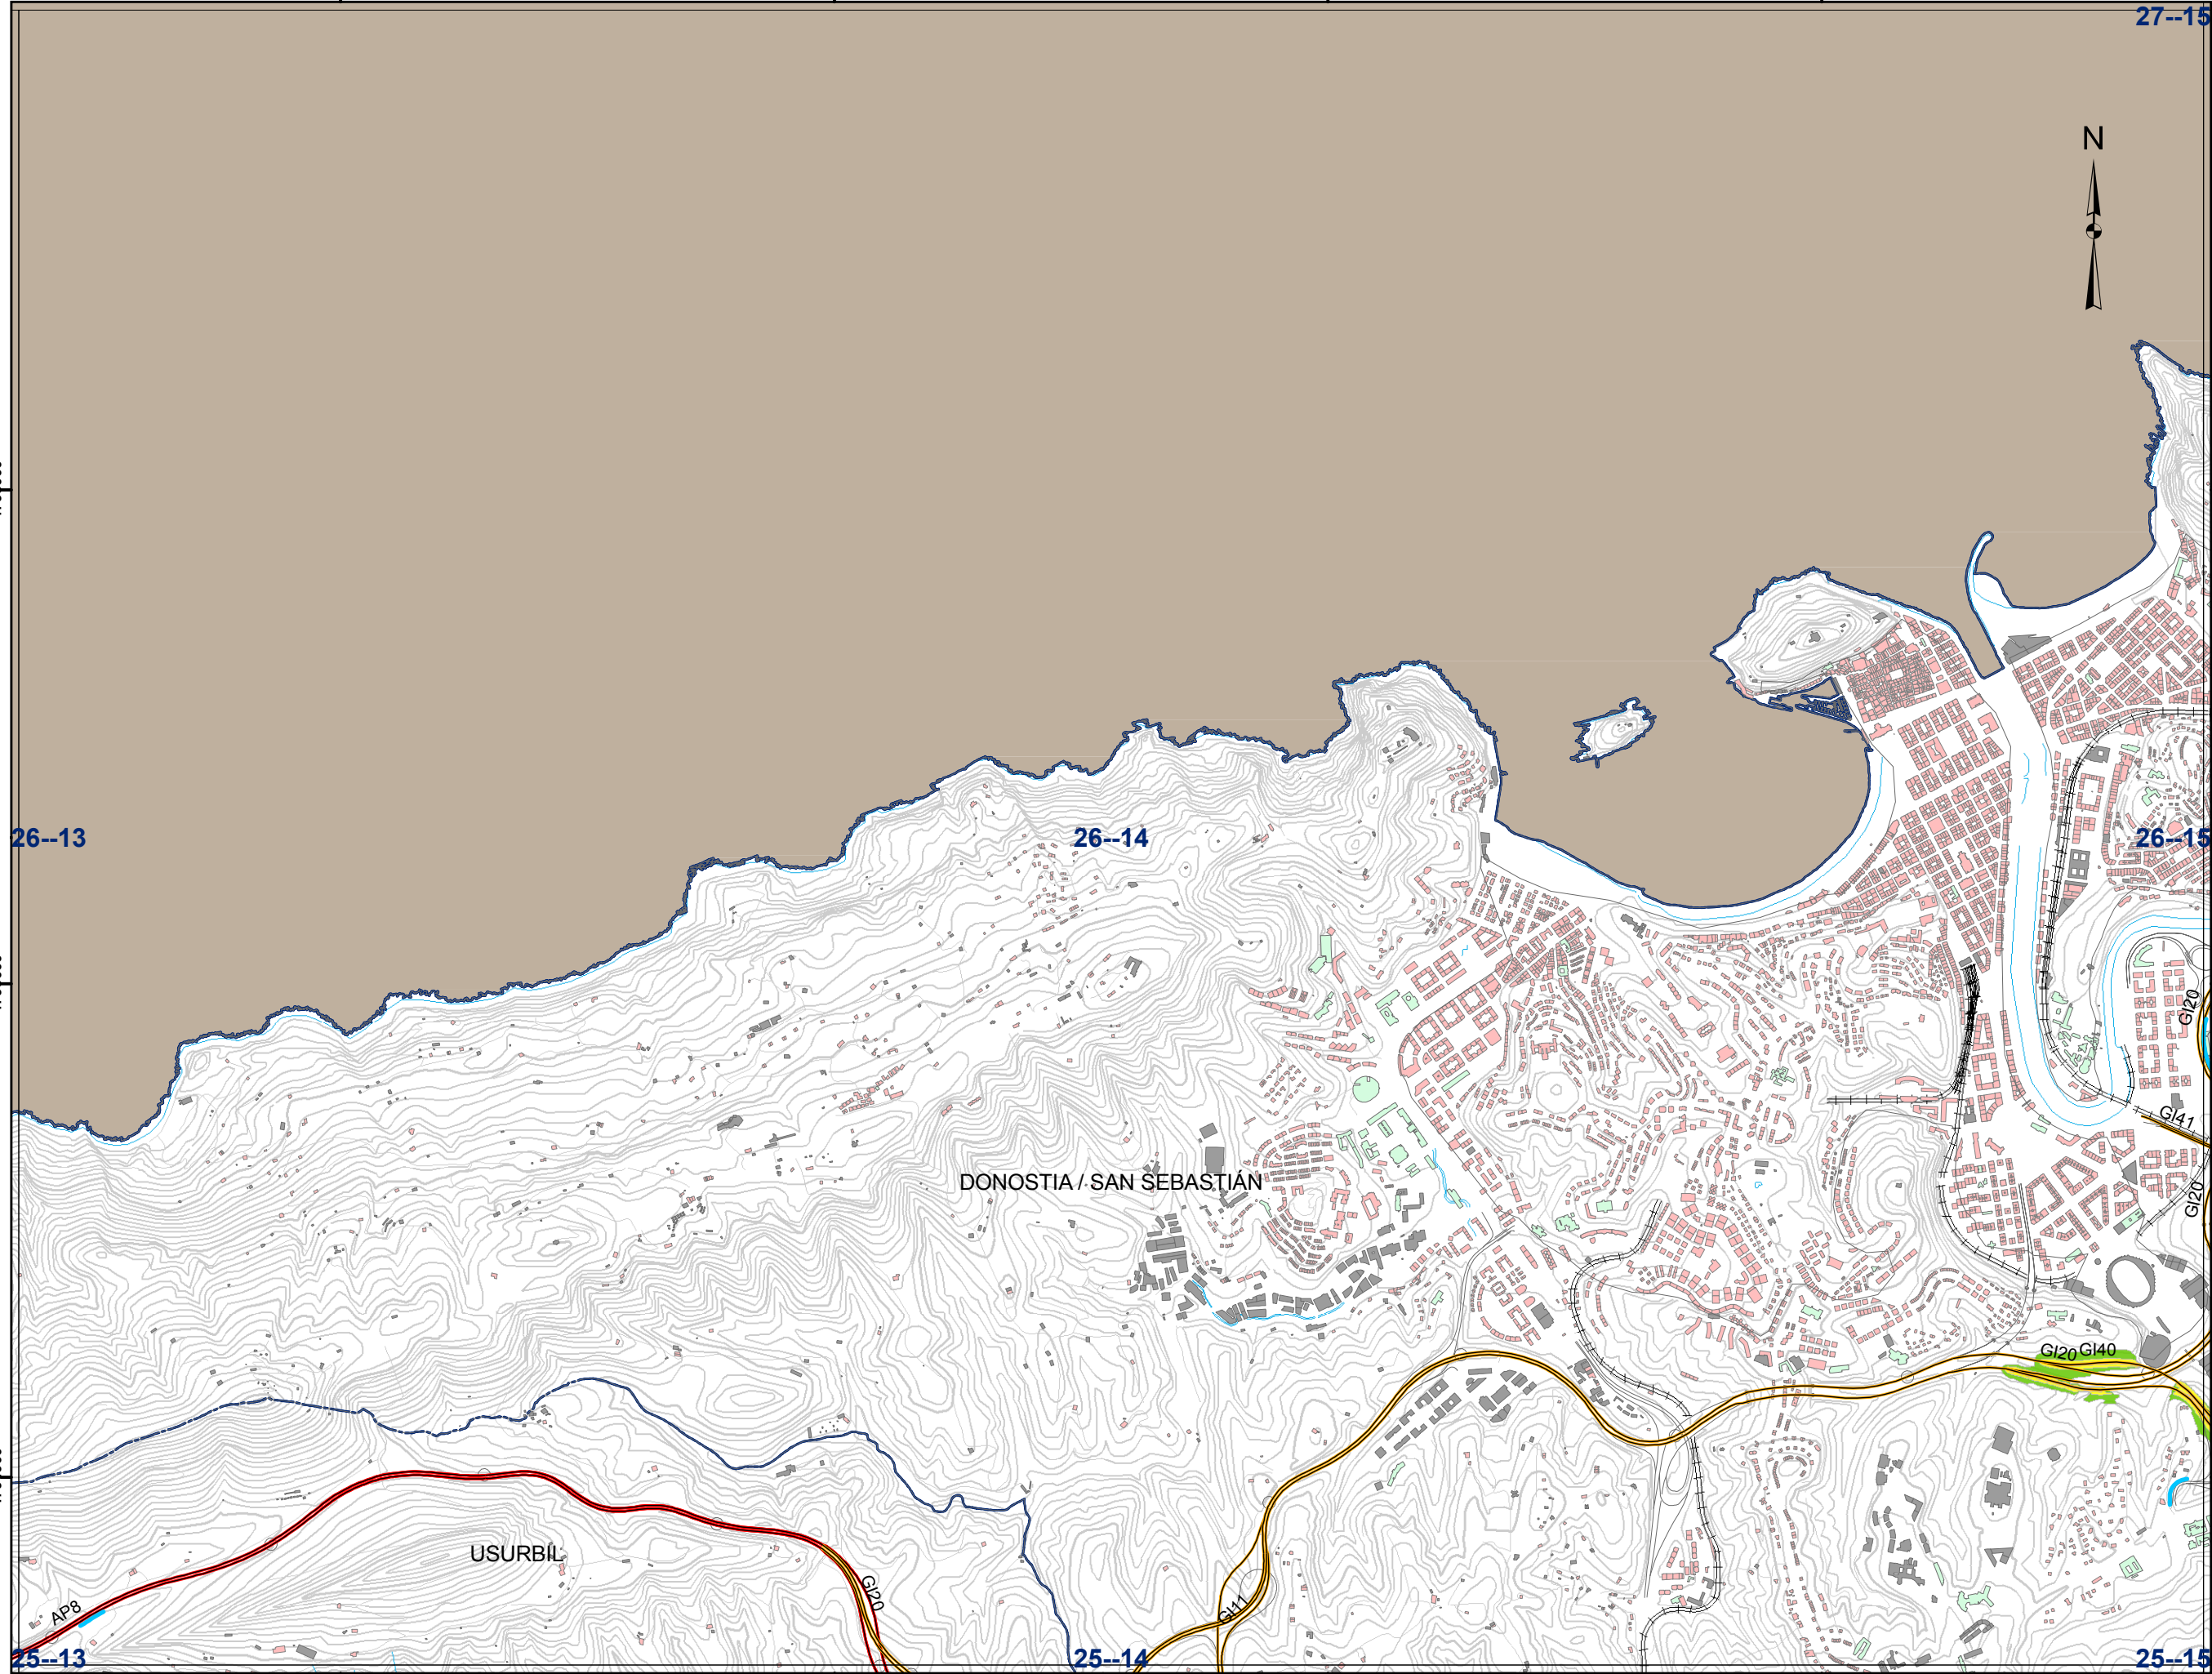 27--15
N
26--13
26--14
26--15
GI20
GI41
DONOSTIA / SAN SEBASTIÁN
GI20
GI20 GI40
USURBIL
GI20
AP8
GI11
25--13
25--14
25--15